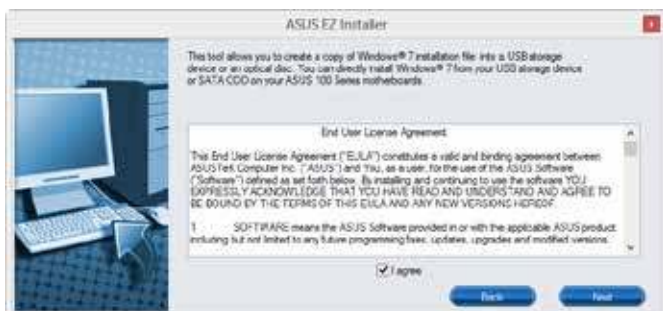 ASUS EZ Installer
This tool allows you to create a copy of Windows® 7 installation file into a USB storage
device or an optical disc. You can directly install Windows® 7 from your USB storage device
or SATA ODD on your ASUS 100 Series motherboards.
End User License Agreement
This End User License Agreement ("EULA") constitutes a valid and binding agreement between
ASUSTeK Computer Inc. ("ASUS") and You, as a user, for the use of the ASUS Software
("Software") defined as set forth below. By installing and continuing to use the software YOU
EXPRESSLY ACKNOWLEDGE THAT YOU HAVE READ AND UNDERSTAND AND AGREE TO
BE BOUND BY THE TERMS OF THIS EULA AND ANY NEW VERSIONS HEREOF.
1 SOFTWARE means the ASUS Software provided in or with the applicable ASUS product
including but not limited to any future programming fixes, updates, upgrades and modified versions.
I agree
Back Next